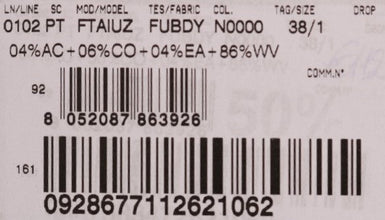 LN/LINE SC MOD/MODEL TES/FABRIC COL. TAG/SIZE DROP
0102 PT FTAIUZ FUBDY N0000 38/1
04%AC+06%CO+04%EA+86%WV
COMM.N°
92
8 052087 863926
161
0928677112621062